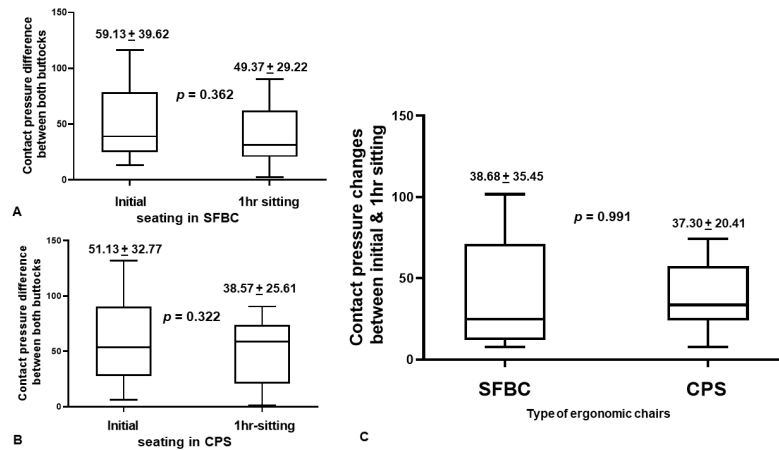 Contact pressure difference
between both buttocks
150
100
50
0
59.13 ± 39.62
49.37 ± 29.22
p = 0.362
Initial
1hr sitting
seating in SFBC
A
Contact pressure difference
between both buttocks
150
100
50
0
51.13 ± 32.77
38.57 ± 25.61
p = 0.322
Initial
1hr-sitting
seating in CPS
B
Contact pressure changes
between initial & 1hr sitting
150
100
50
0
38.68 ± 35.45
p = 0.991
37.30 ± 20.41
SFBC
CPS
Type of ergonomic chairs
C